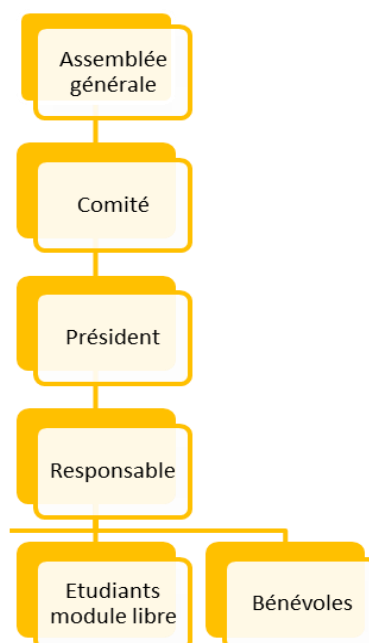 Assemblée
générale
Comité
Président
Responsable
Etudiants
module libre
Bénévoles